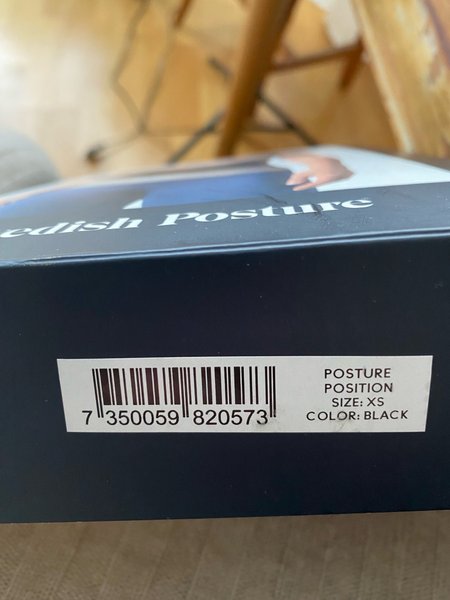 edish Posture
POSTURE
POSITION
SIZE: XS
COLOR: BLACK
7 350059 820573